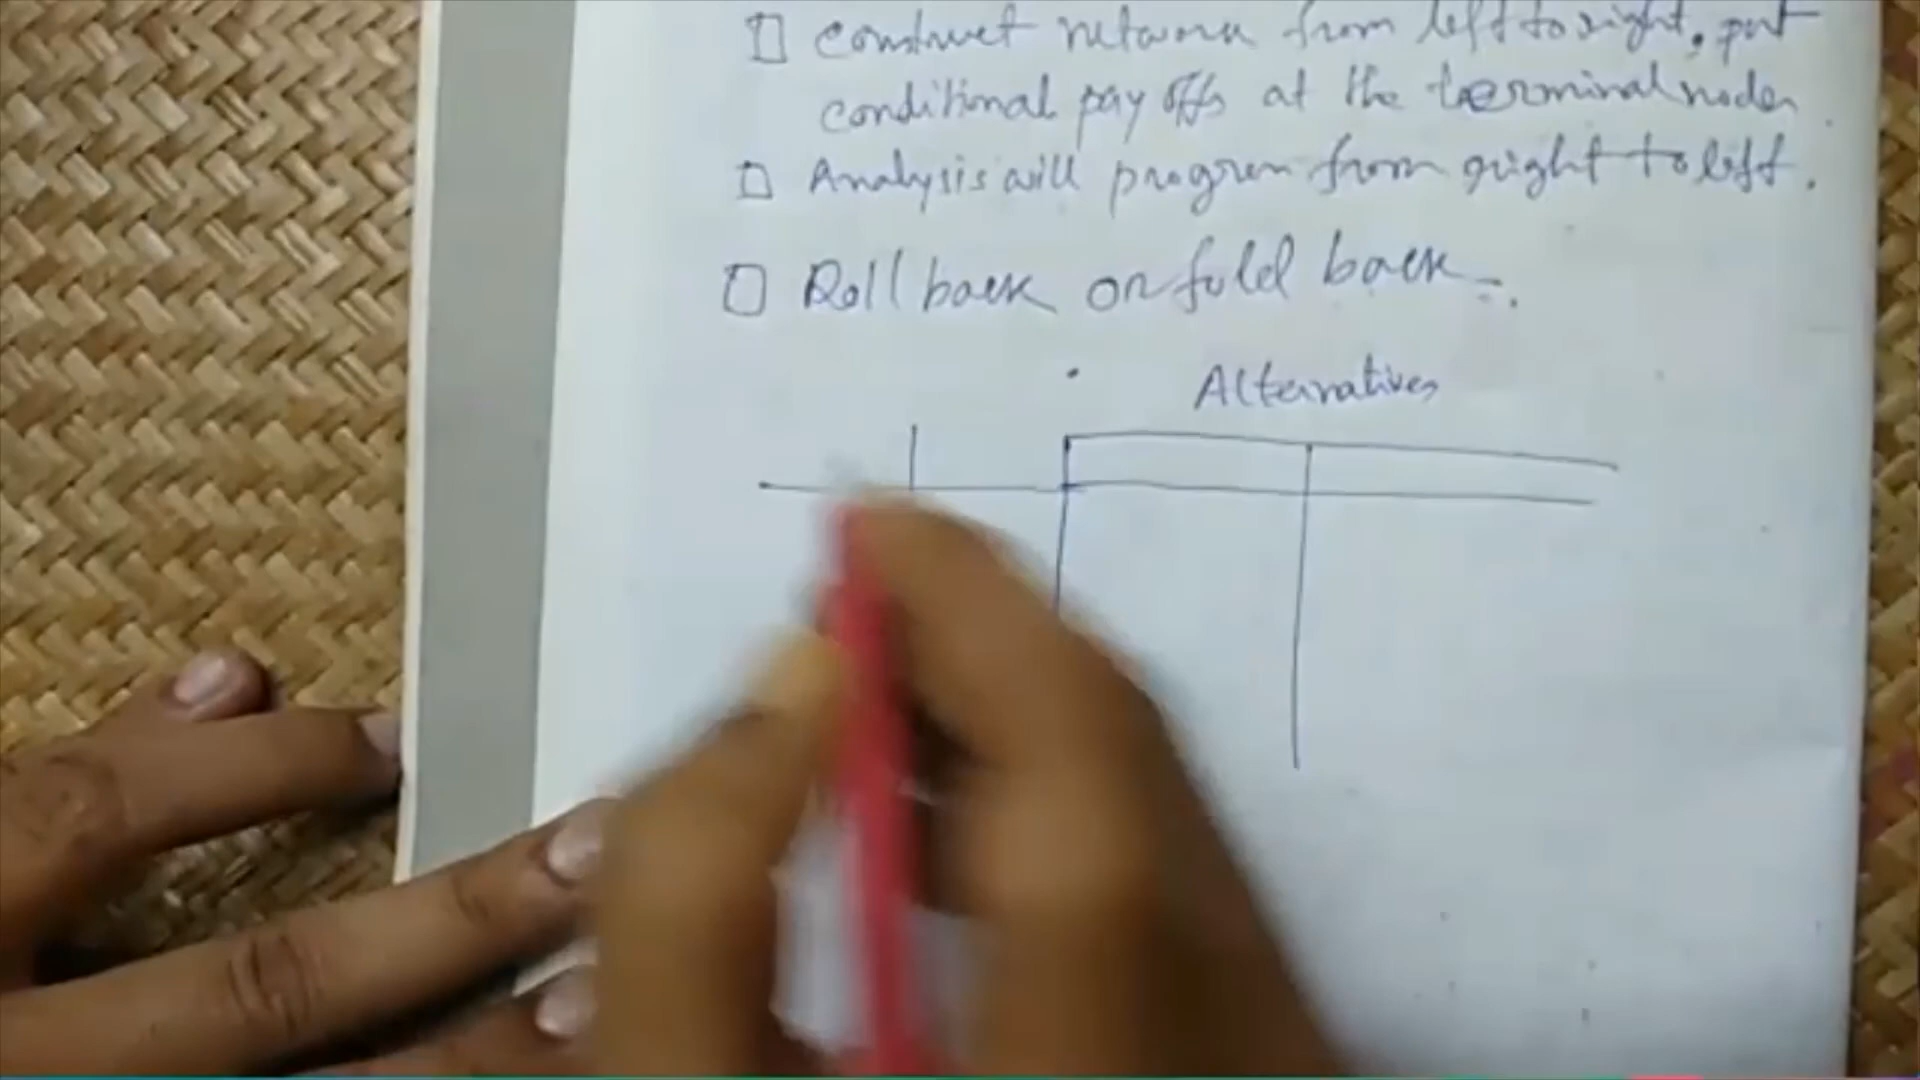 construct network from left to right, put
conditional pay offs at the terminal nodes
Analysis will progress from right to left.
Roll back or fold back.
Alternatives